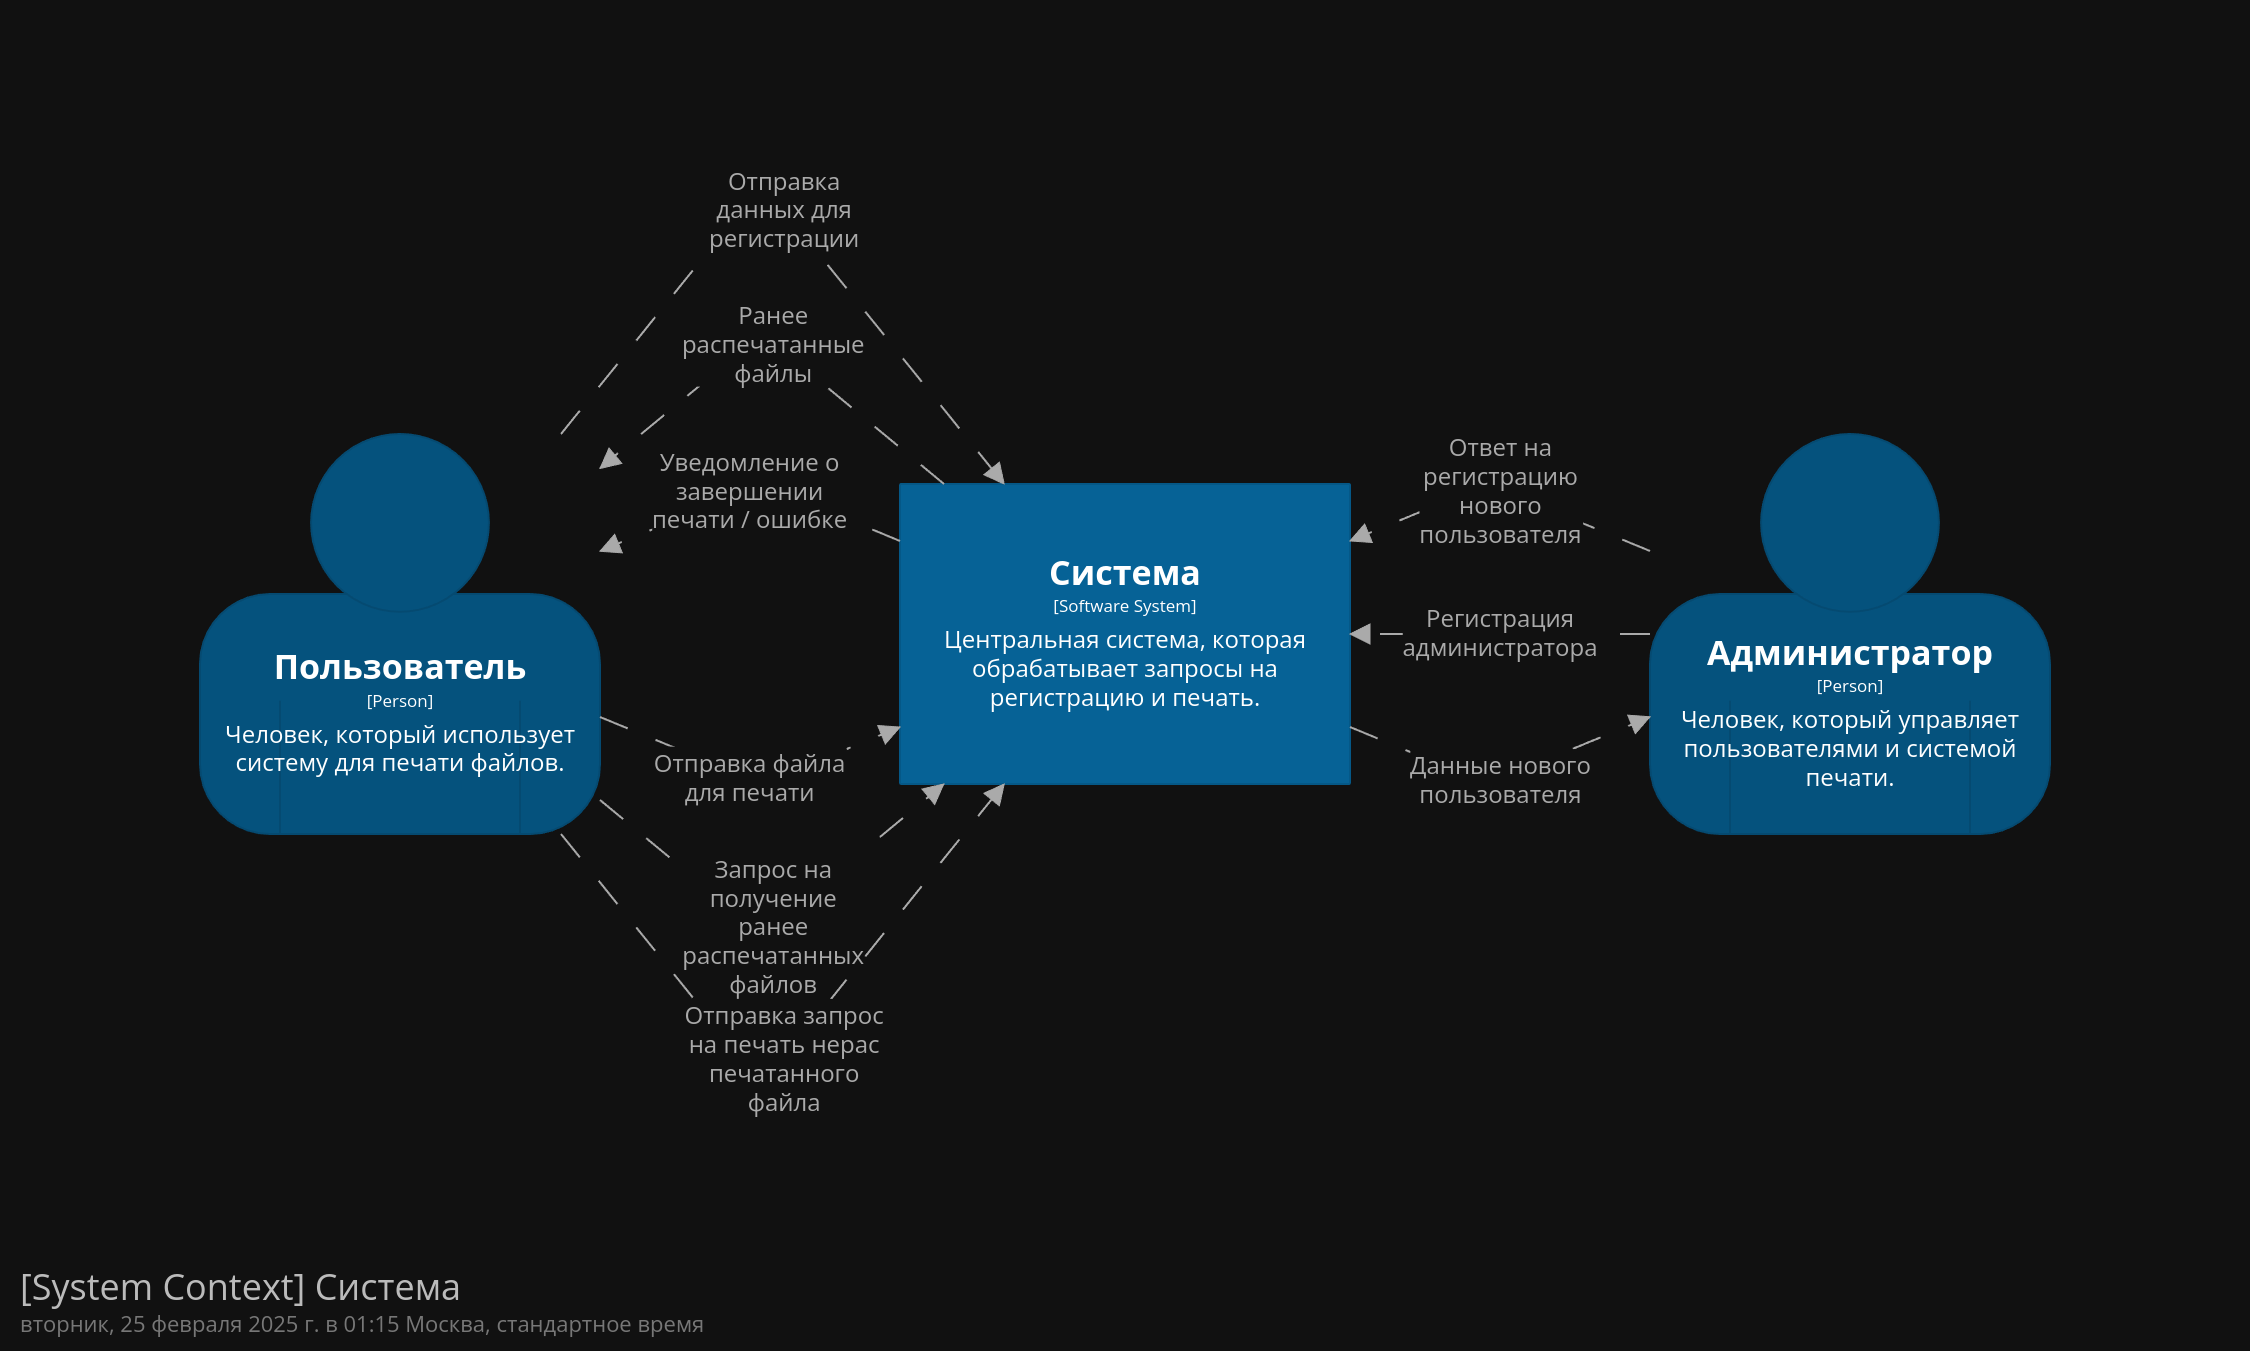 Отправка
данных для
регистрации
Ранее
распечатанные
файлы
Уведомление о
завершении
печати / ошибке
Ответ на
регистрацию
нового
пользователя
Система
[Software System]
Центральная система, которая
обрабатывает запросы на
регистрацию и печать.
Регистрация
администратора
Пользователь
[Person]
Человек, который использует
систему для печати файлов.
Администратор
[Person]
Человек, который управляет
пользователями и системой
печати.
Отправка файла
для печати
Данные нового
пользователя
Запрос на
получение
ранее
распечатанных
файлов
Отправка запрос
на печать нерас
печатанного
файла
[System Context] Система
вторник, 25 февраля 2025 г. в 01:15 Москва, стандартное время